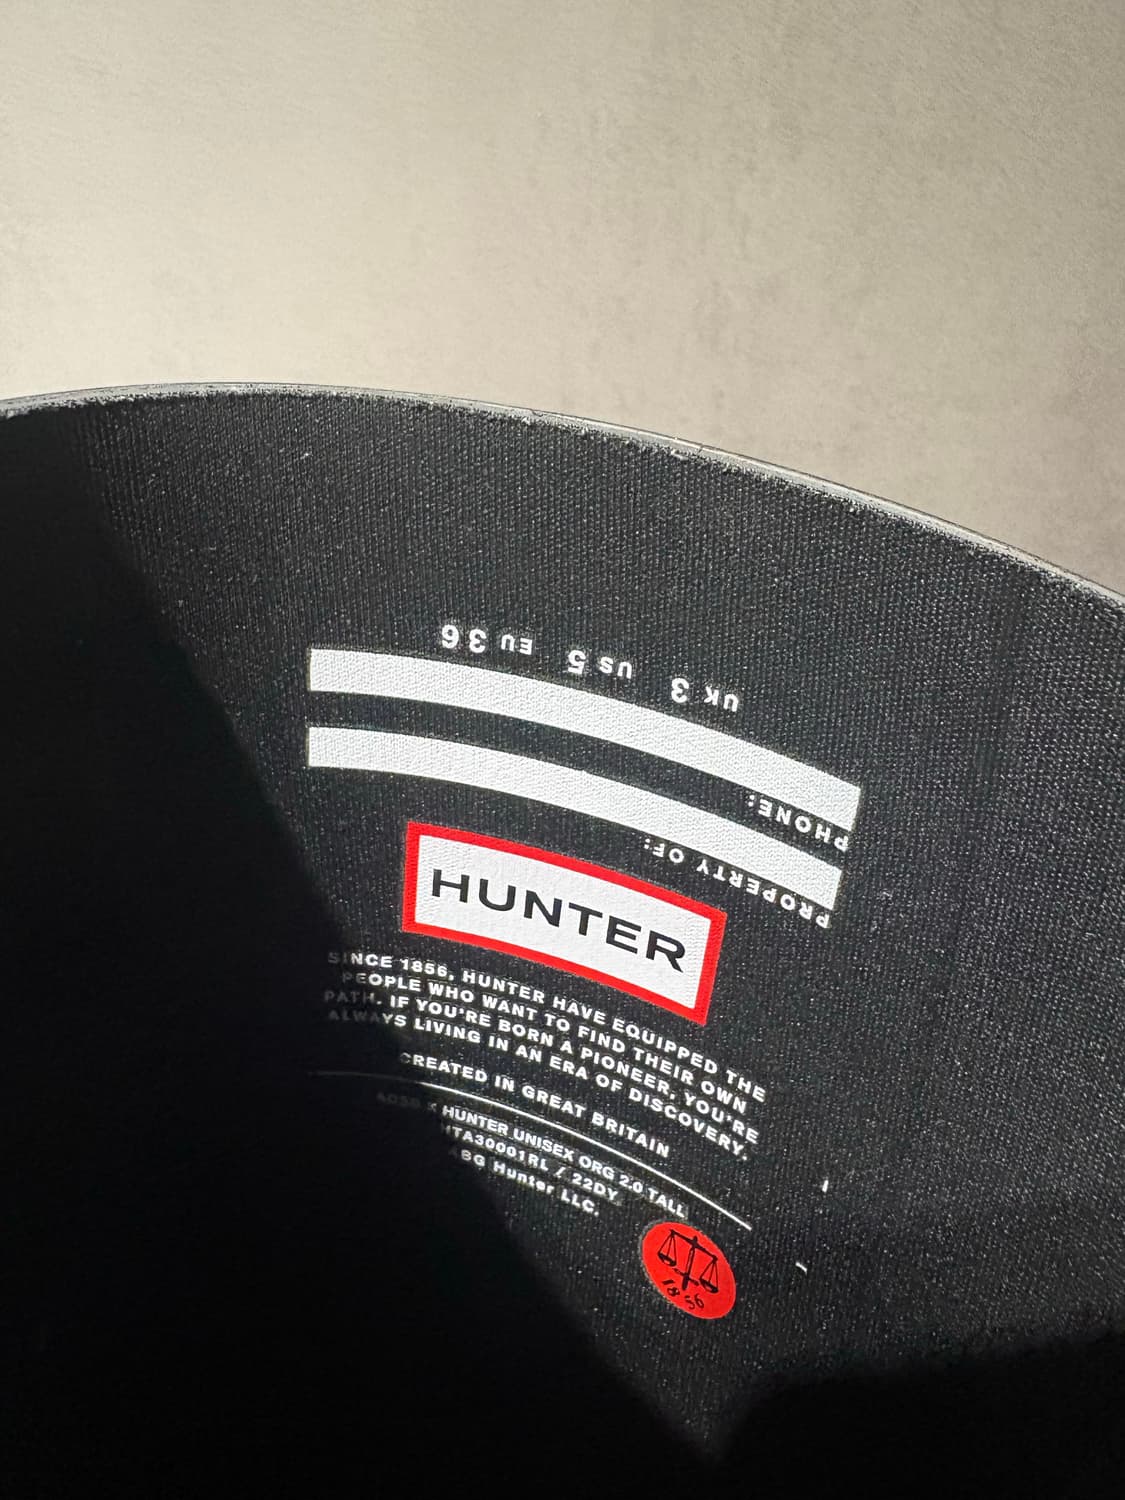 UK 3 US 5 EU 36
PHONE:
PROPERTY OF:
HUNTER
SINCE 1856, HUNTER HAVE EQUIPPED THE
PEOPLE WHO WANT TO FIND THEIR OWN
PATH. IF YOU'RE BORN A PIONEER, YOU'RE
ALWAYS LIVING IN AN ERA OF DISCOVERY.
CREATED IN GREAT BRITAIN
HUNTER UNISEX ORG 2.0 TALL
/ 22DY
ABG Hunter LLC.
1856